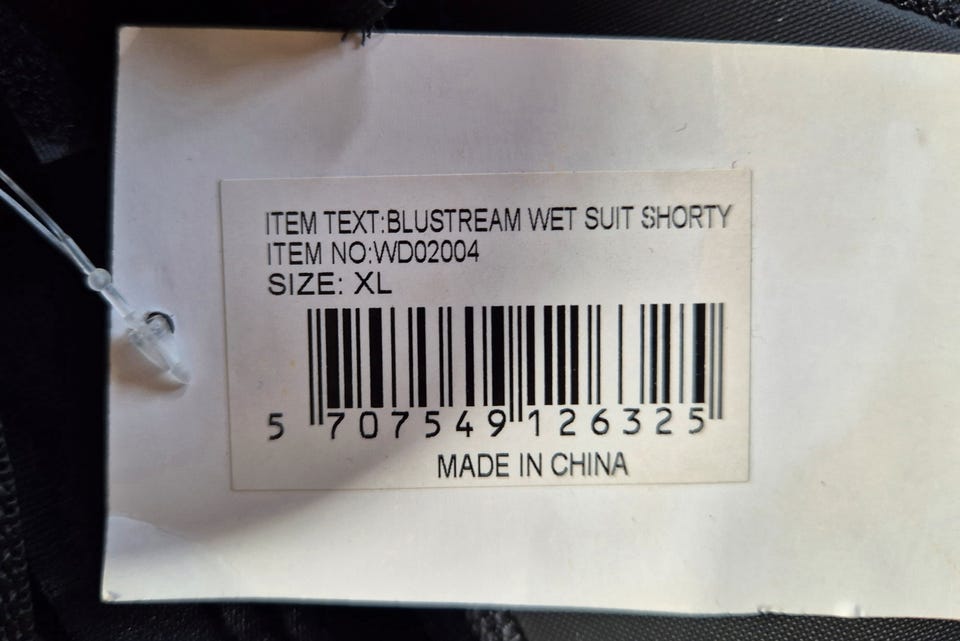 ITEM TEXT:BLUSTREAM WET SUIT SHORTY
ITEM NO:WD02004
SIZE: XL
5 707549 126325
MADE IN CHINA